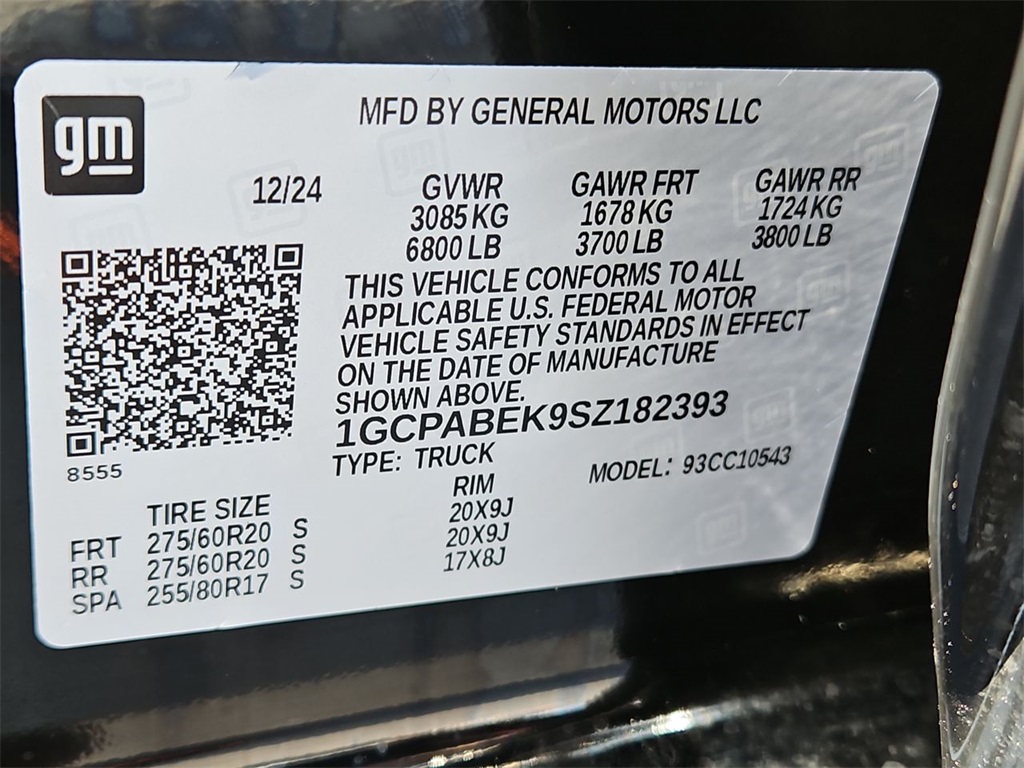 gm
MFD BY GENERAL MOTORS LLC
12/24 GVWR GAWR FRT GAWR RR
3085 KG 1678 KG 1724 KG
6800 LB 3700 LB 3800 LB
THIS VEHICLE CONFORMS TO ALL
APPLICABLE U.S. FEDERAL MOTOR
VEHICLE SAFETY STANDARDS IN EFFECT
ON THE DATE OF MANUFACTURE
SHOWN ABOVE.
1GCPABEK9SZ182393
8555
TYPE: TRUCK MODEL: 93CC10543
TIRE SIZE RIM
FRT 275/60R20 S 20X9J
RR 275/60R20 S 20X9J
SPA 255/80R17 S 17X8J